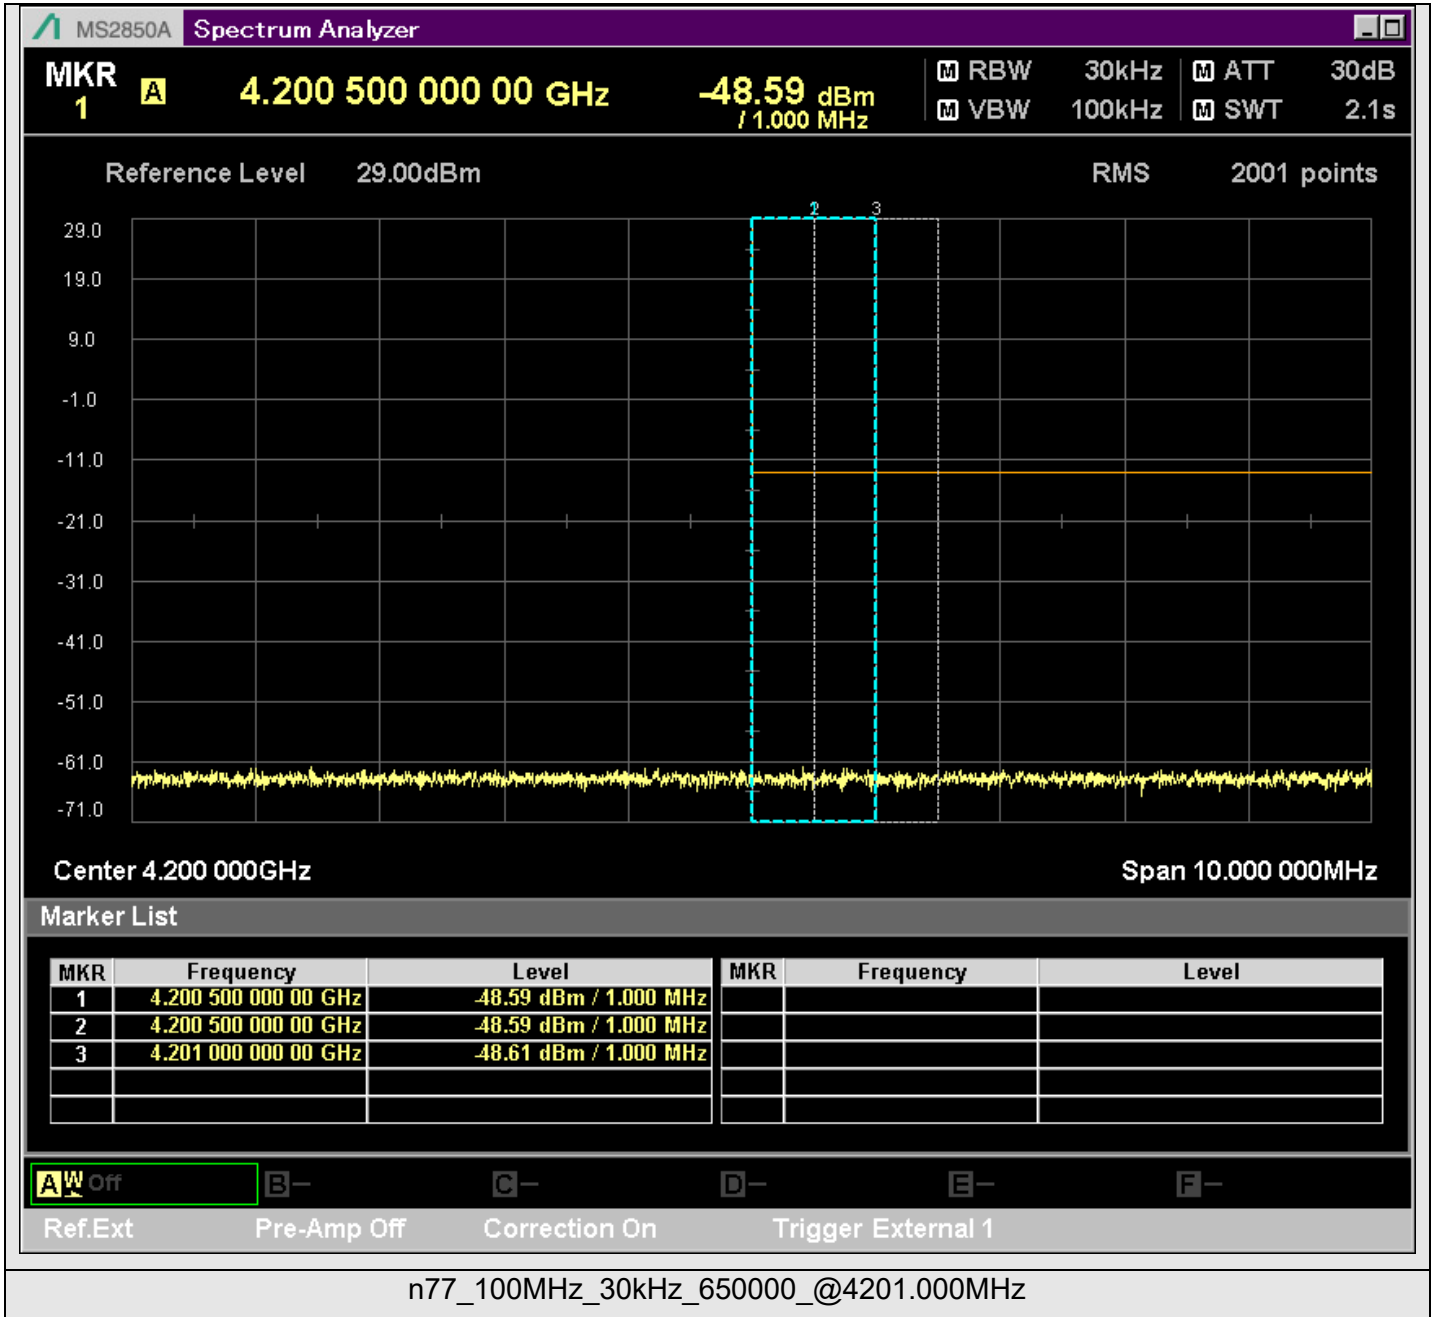 MS2850A Spectrum Analyzer
MKR 1 A 4.200 500 000 00 GHz -48.59 dBm / 1.000 MHz
M RBW 30kHz M ATT 30dB
M VBW 100kHz M SWT 2.1s
Reference Level 29.00dBm RMS 2001 points
2 3
29.0
19.0
9.0
-1.0
-11.0
-21.0
-31.0
-41.0
-51.0
-61.0
-71.0
Center 4.200 000GHz Span 10.000 000MHz
Marker List
MKR Frequency Level MKR Frequency Level
1 4.200 500 000 00 GHz -48.59 dBm / 1.000 MHz
2 4.200 500 000 00 GHz -48.59 dBm / 1.000 MHz
3 4.201 000 000 00 GHz -48.61 dBm / 1.000 MHz
A W Off B - C - D - E - F -
Ref.Ext Pre-Amp Off Correction On Trigger External 1
n77_100MHz_30kHz_650000_@4201.000MHz